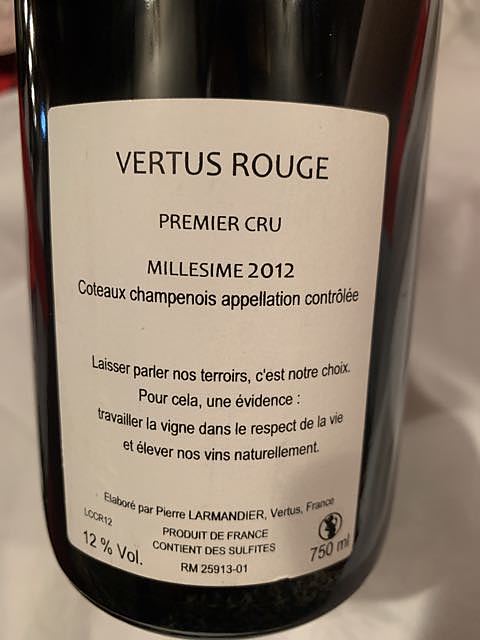 VERTUS ROUGE
PREMIER CRU
MILLESIME 2012
Coteaux champenois appellation contrôlée
Laisser parler nos terroirs, c'est notre choix.
Pour cela, une évidence :
travailler la vigne dans le respect de la vie
et élever nos vins naturellement.
Elaboré par Pierre LARMANDIER, Vertus, France
LCCR12
PRODUIT DE FRANCE
12 % Vol.
CONTIENT DES SULFITES
750 ml
RM 25913-01